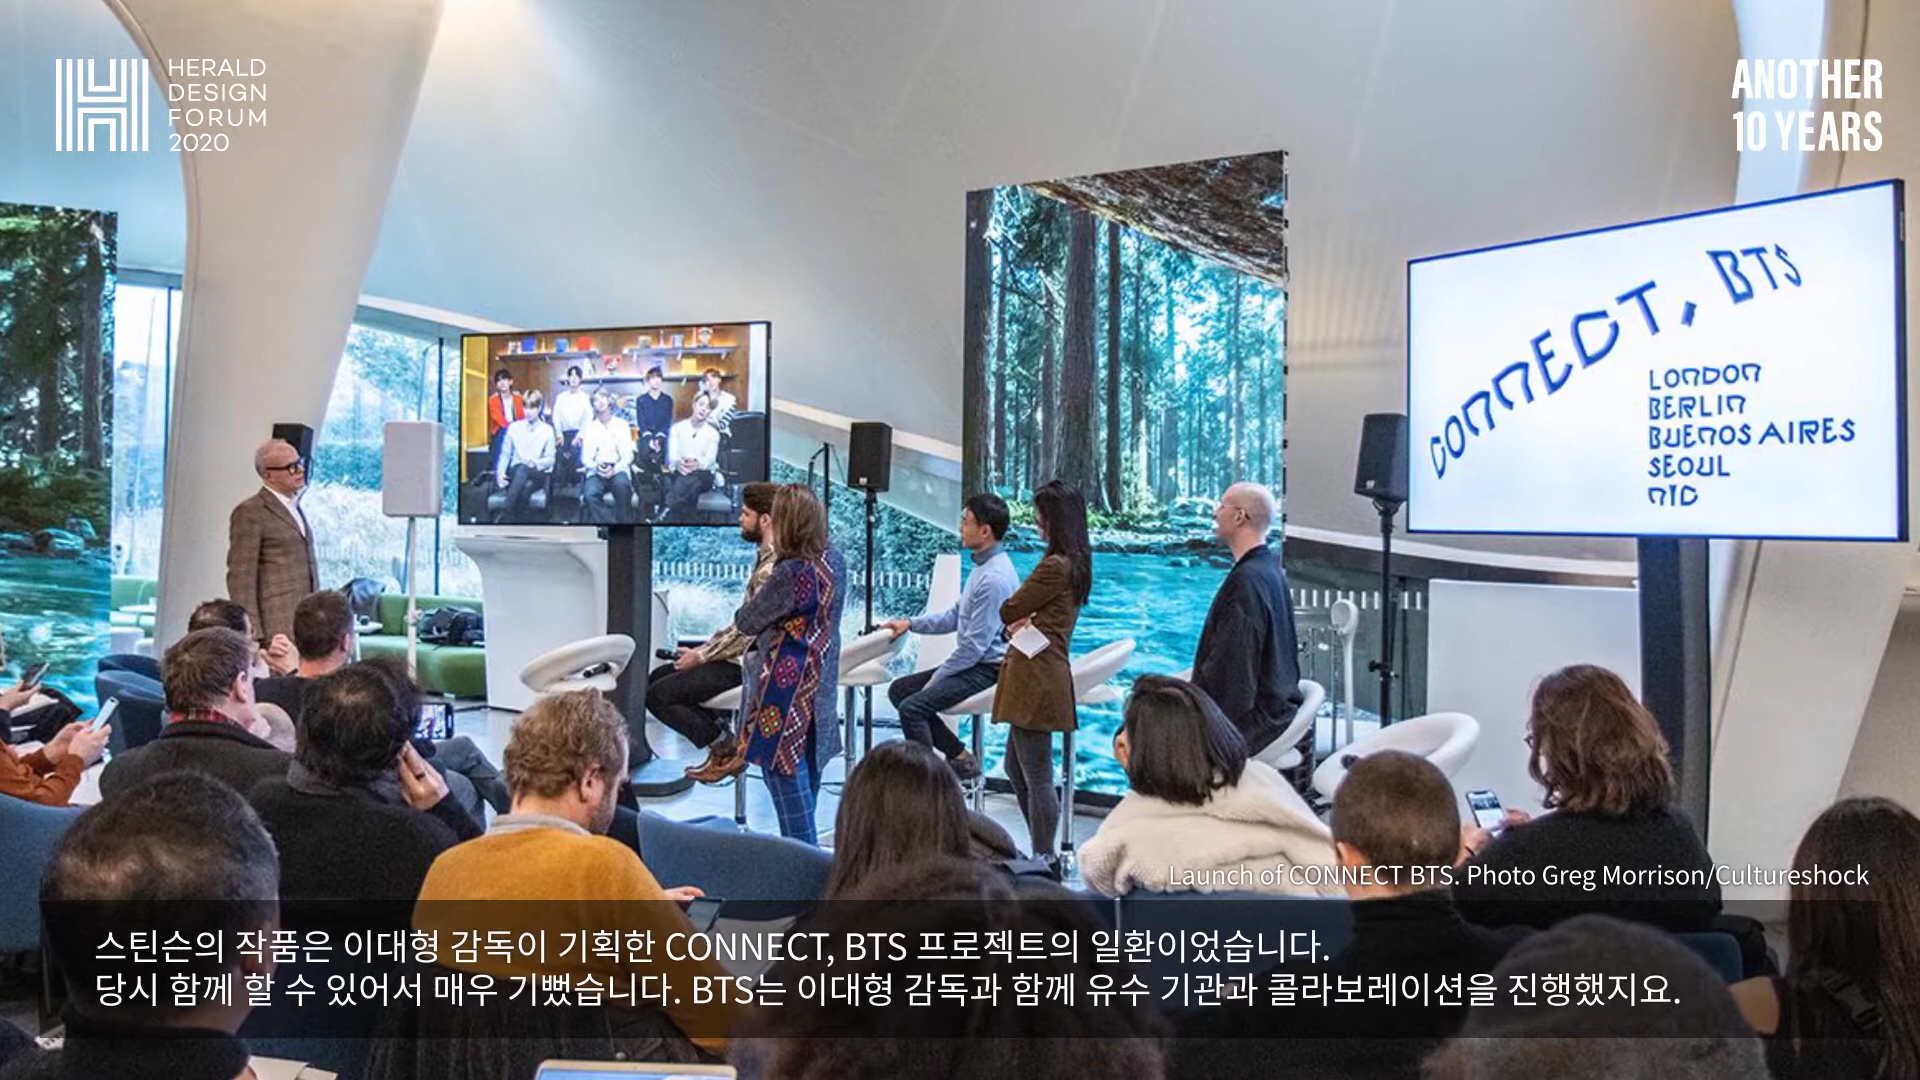 HERALD
DESIGN
FORUM
2020
ANOTHER
10 YEARS
CONNECT, BTS
LONDON
BERLIN
BUENOS AIRES
SEOUL
NYC
Launch of CONNECT BTS. Photo Greg Morrison/Cultureshock
스틴슨의 작품은 이대형 감독이 기획한 CONNECT, BTS 프로젝트의 일환이었습니다.
당시 함께 할 수 있어서 매우 기뻤습니다. BTS는 이대형 감독과 함께 유수 기관과 콜라보레이션을 진행했지요.